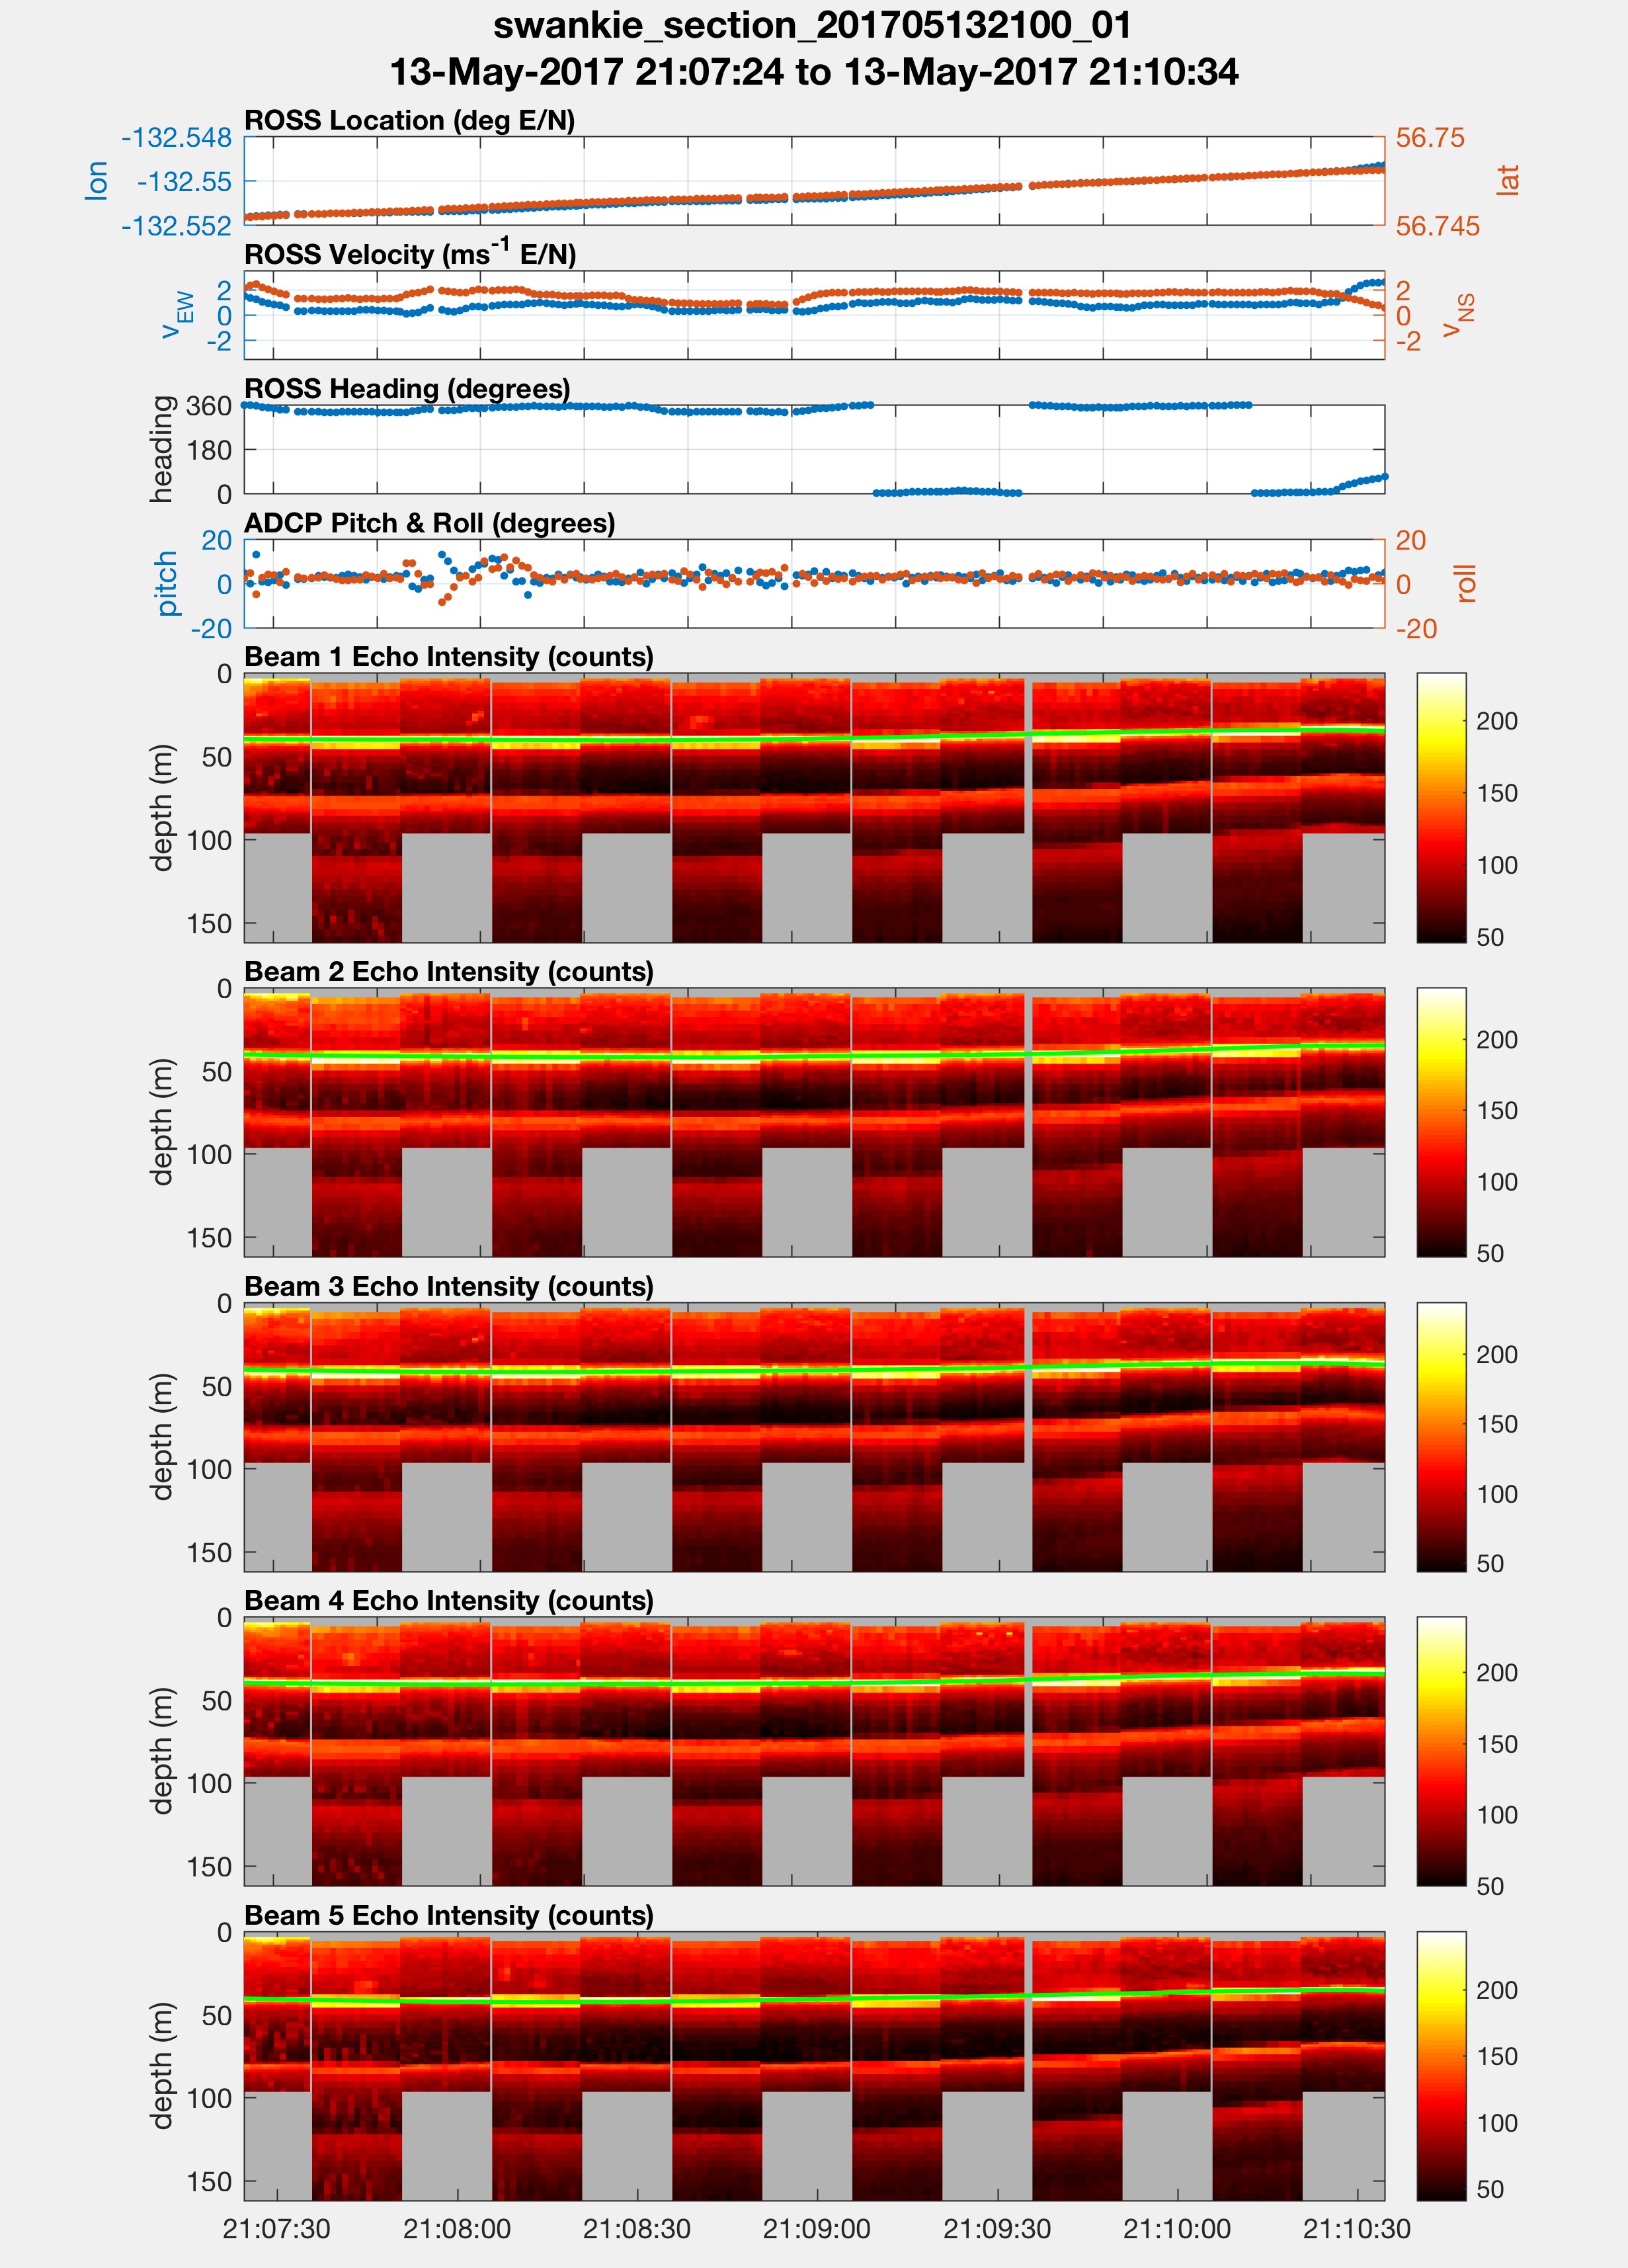 swankie_section_201705132100_01
13-May-2017 21:07:24 to 13-May-2017 21:10:34
ROSS Location (deg E/N)
-132.548
-132.55
-132.552
lon
56.75
56.745
lat
ROSS Velocity (ms-1 E/N)
2
0
-2
vEW
2
0
-2
vNS
ROSS Heading (degrees)
360
180
0
heading
ADCP Pitch & Roll (degrees)
20
0
-20
pitch
20
0
-20
roll
Beam 1 Echo Intensity (counts)
0
50
100
150
depth (m)
200
150
100
50
Beam 2 Echo Intensity (counts)
0
50
100
150
depth (m)
200
150
100
50
Beam 3 Echo Intensity (counts)
0
50
100
150
depth (m)
200
150
100
50
Beam 4 Echo Intensity (counts)
0
50
100
150
depth (m)
200
150
100
50
Beam 5 Echo Intensity (counts)
0
50
100
150
depth (m)
200
150
100
50
21:07:30 21:08:00 21:08:30 21:09:00 21:09:30 21:10:00 21:10:30